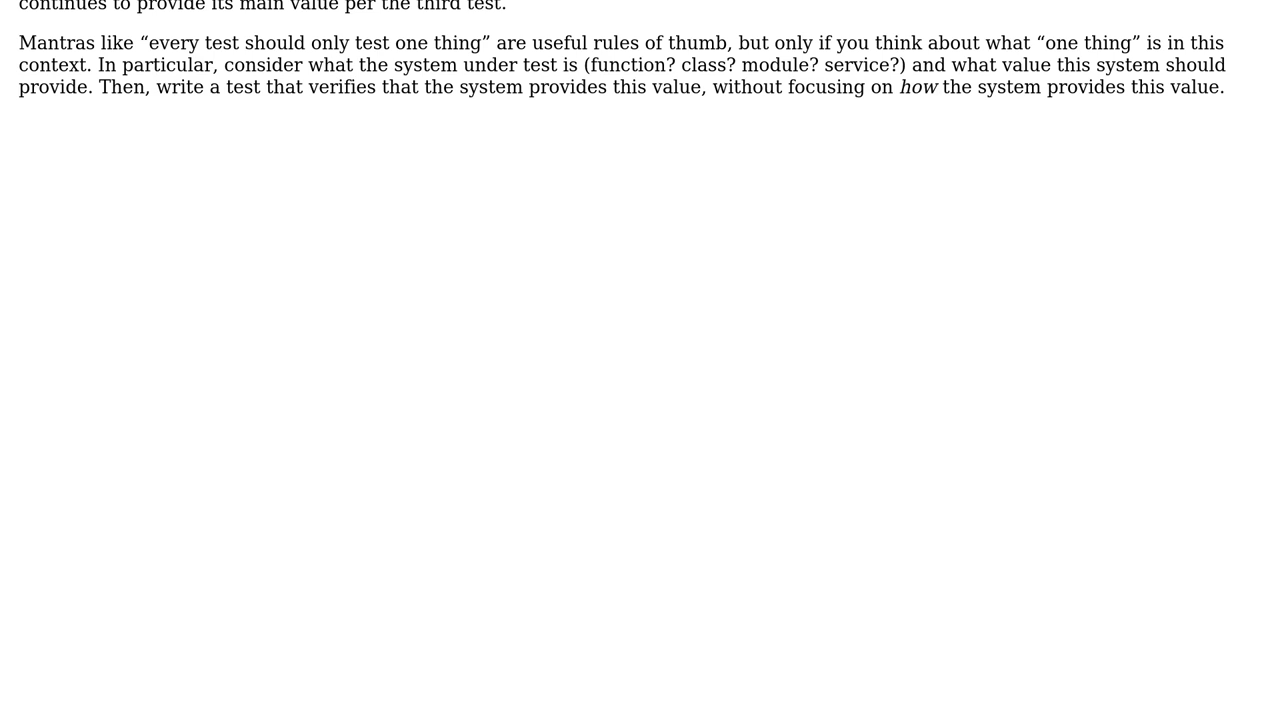 continues to provide its main value per the third test.
Mantras like “every test should only test one thing” are useful rules of thumb, but only if you think about what “one thing” is in this
context. In particular, consider what the system under test is (function? class? module? service?) and what value this system should
provide. Then, write a test that verifies that the system provides this value, without focusing on how the system provides this value.